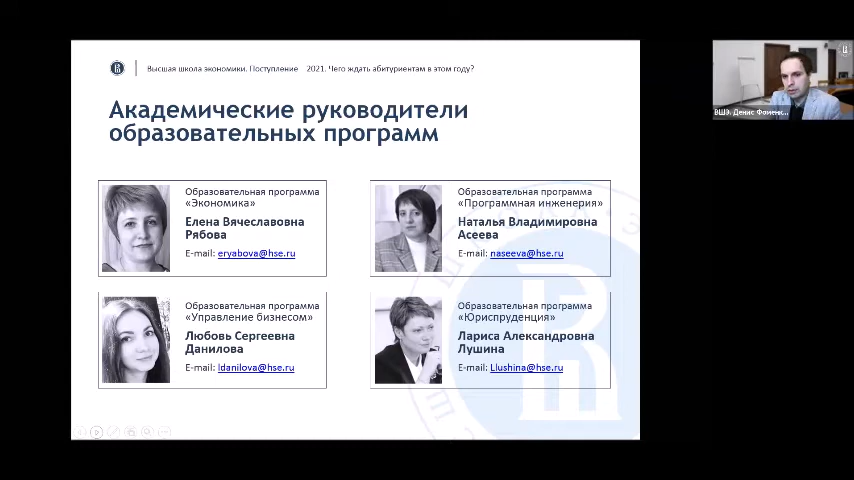 Высшая школа экономики. Поступление 2021. Чего ждать абитуриентам в этом году?
Академические руководители
образовательных программ
Образовательная программа
«Экономика»
Елена Вячеславовна
Рябова
E-mail: eryabova@hse.ru
Образовательная программа
«Программная инженерия»
Наталья Владимировна
Асеева
E-mail: naseeva@hse.ru
Образовательная программа
«Управление бизнесом»
Любовь Сергеевна
Данилова
E-mail: ldanilova@hse.ru
Образовательная программа
«Юриспруденция»
Лариса Александровна
Лушина
E-mail: Llushina@hse.ru
ВШЭ. Денис Фоменк...